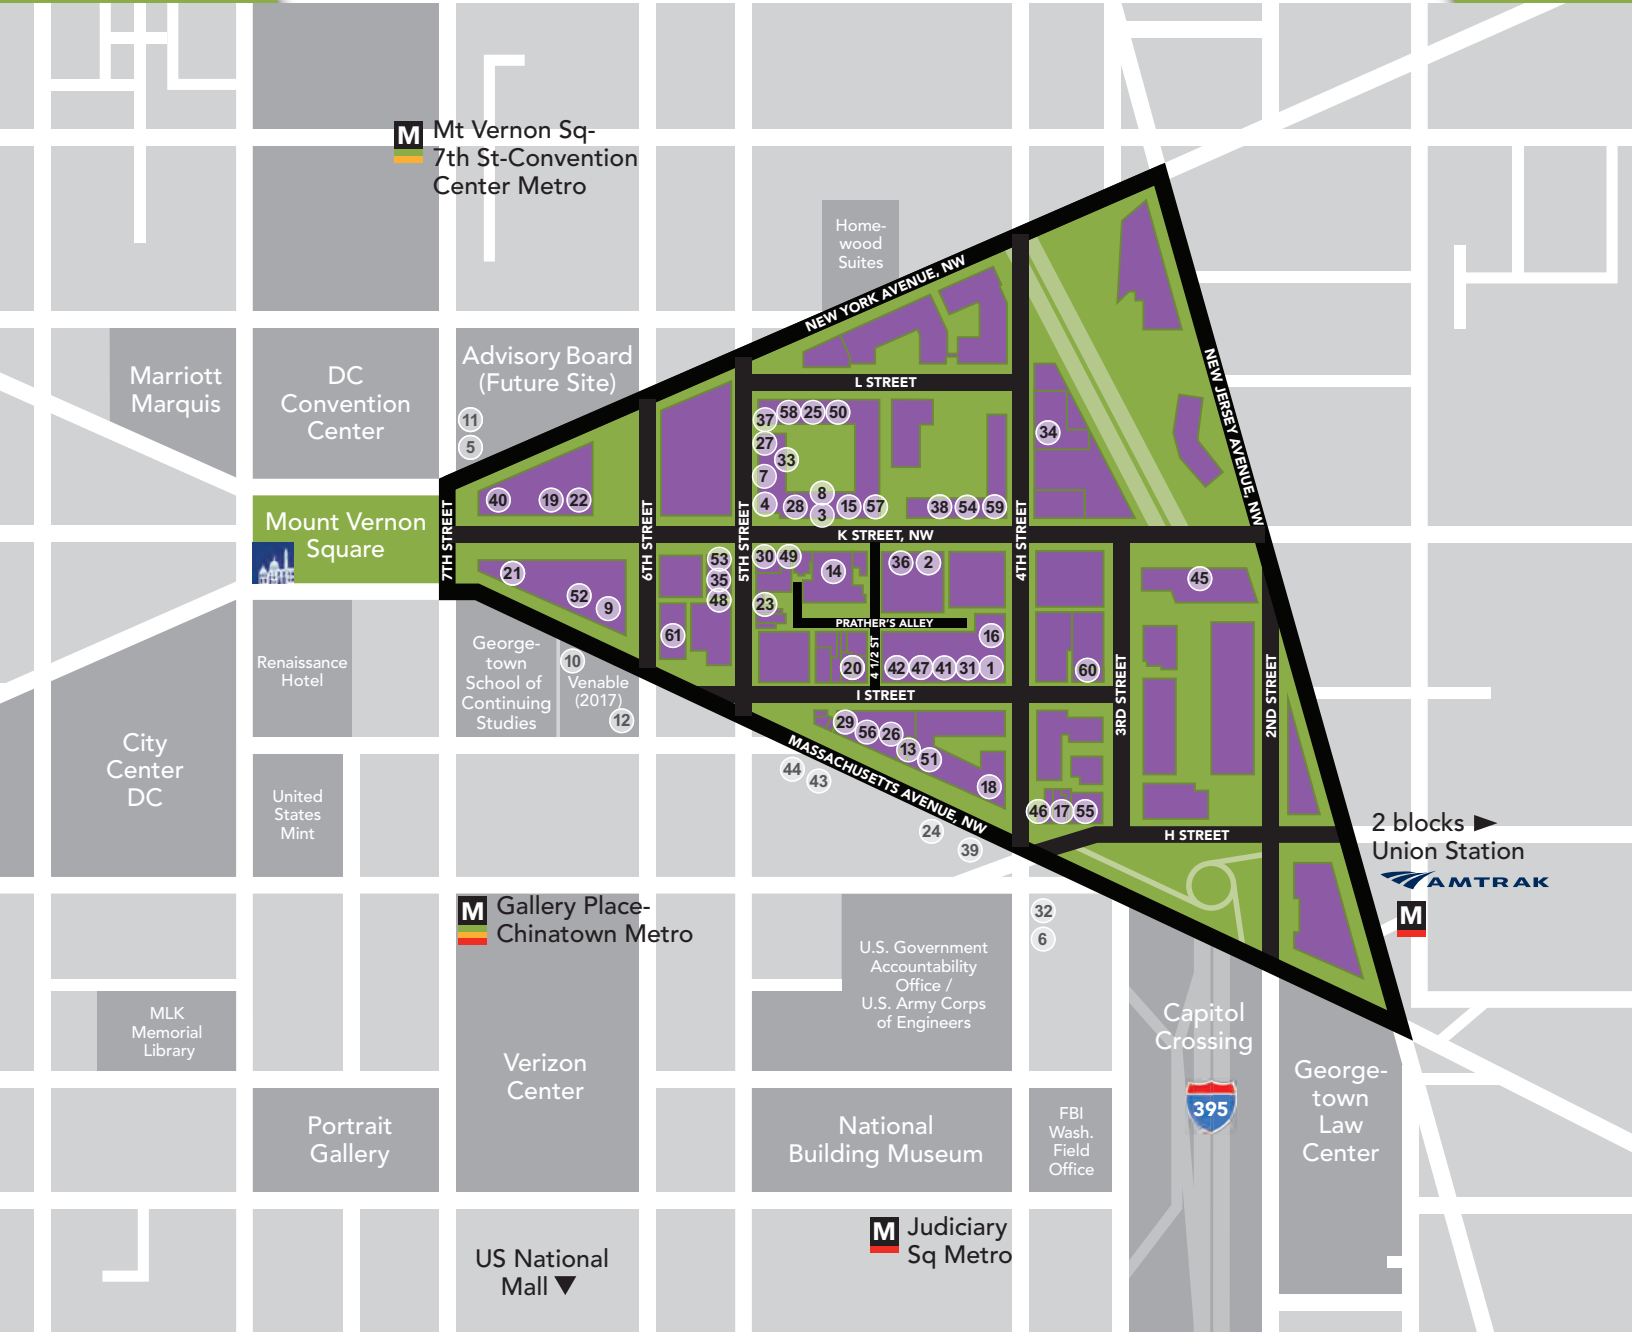 M
Mt Vernon Sq-
7th St-Convention
Center Metro
Home-
wood
Suites
NEW YORK AVENUE, NW
Marriott
Marquis
DC
Convention
Center
Advisory Board
(Future Site)
11
5
L STREET
NEW JERSEY AVENUE, NW
37
58
25
50
27
33
7
4
28
8
3
15
57
38
54
59
34
40
19
22
Mount Vernon
Square
7TH STREET
6TH STREET
5TH STREET
4TH STREET
K STREET, NW
21
52
9
53
35
48
61
30
49
14
23
36
2
45
PRATHER'S ALLEY
16
4 1/2 ST
20
42
47
41
31
1
60
3RD STREET
2ND STREET
I STREET
Renaissance
Hotel
George-
town
School of
Continuing
Studies
10
Venable
(2017)
12
29
56
26
13
51
18
MASSACHUSETTS AVENUE, NW
44
43
24
39
46
17
55
H STREET
City
Center
DC
United
States
Mint
2 blocks
Union Station
AMTRAK
M
M
Gallery Place-
Chinatown Metro
32
6
U.S. Government
Accountability
Office /
U.S. Army Corps
of Engineers
MLK
Memorial
Library
Verizon
Center
Capitol
Crossing
395
George-
town
Law
Center
Portrait
Gallery
National
Building Museum
FBI
Wash.
Field
Office
US National
Mall
M
Judiciary
Sq Metro